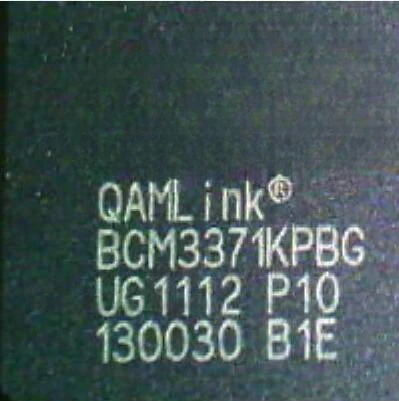 QAMLink®
BCM3371KPBG
UG1112 P10
130030 B1E